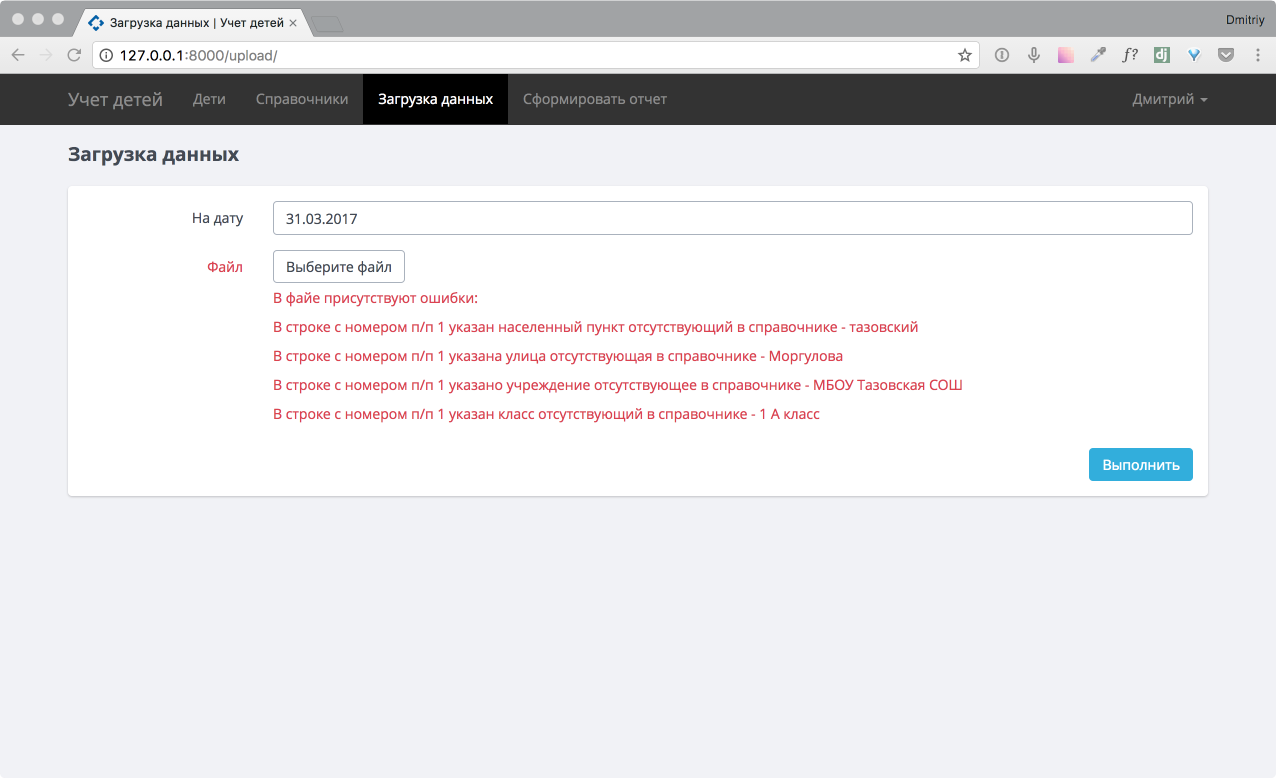 Загрузка данных | Учет детей
Dmitriy
127.0.0.1:8000/upload/
f?
dj
Учет детей
Дети
Справочники
Загрузка данных
Сформировать отчет
Дмитрий
Загрузка данных
На дату
31.03.2017
Файл
Выберите файл
В файе присутствуют ошибки:
В строке с номером п/п 1 указан населенный пункт отсутствующий в справочнике - тазовский
В строке с номером п/п 1 указана улица отсутствующая в справочнике - Моргулова
В строке с номером п/п 1 указано учреждение отсутствующее в справочнике - МБОУ Тазовская СОШ
В строке с номером п/п 1 указан класс отсутствующий в справочнике - 1 А класс
Выполнить